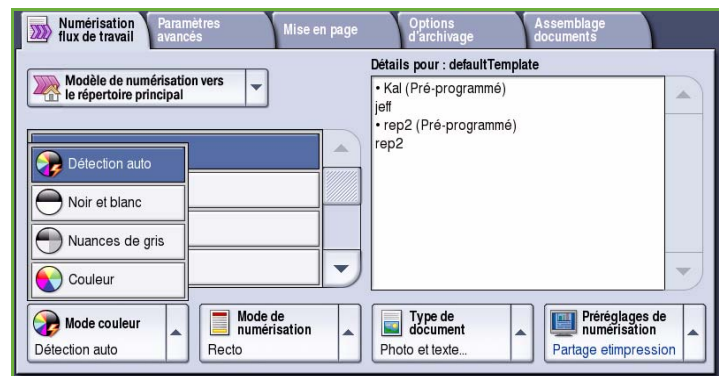 Numérisation
flux de travail
Paramètres
avancés
Mise en page
Options
d'archivage
Assemblage
documents
Modèle de numérisation vers
le répertoire principal
Détails pour : defaultTemplate
• Kal (Pré-programmé)
jeff
• rep2 (Pré-programmé)
rep2
Détection auto
Noir et blanc
Nuances de gris
Couleur
Mode couleur
Détection auto
Mode de
numérisation
Recto
Type de
document
Photo et texte...
Préréglages de
numérisation
Partage etimpression